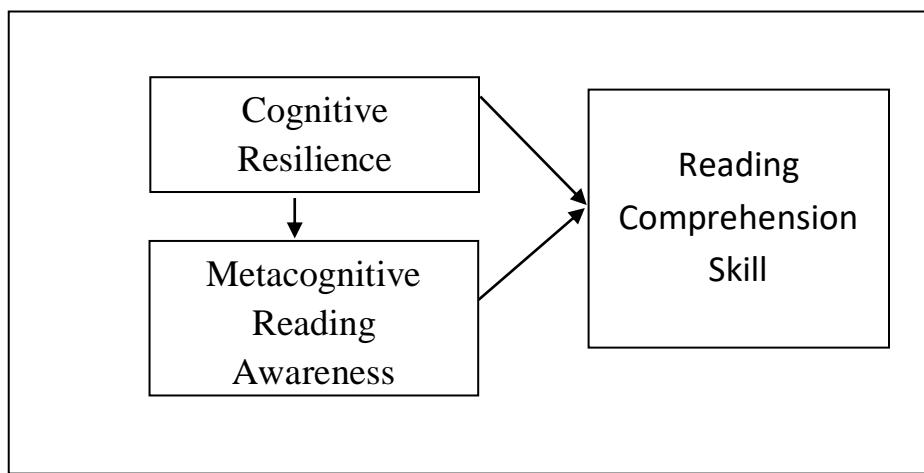 Cognitive
Resilience
Metacognitive
Reading
Awareness
Reading
Comprehension
Skill